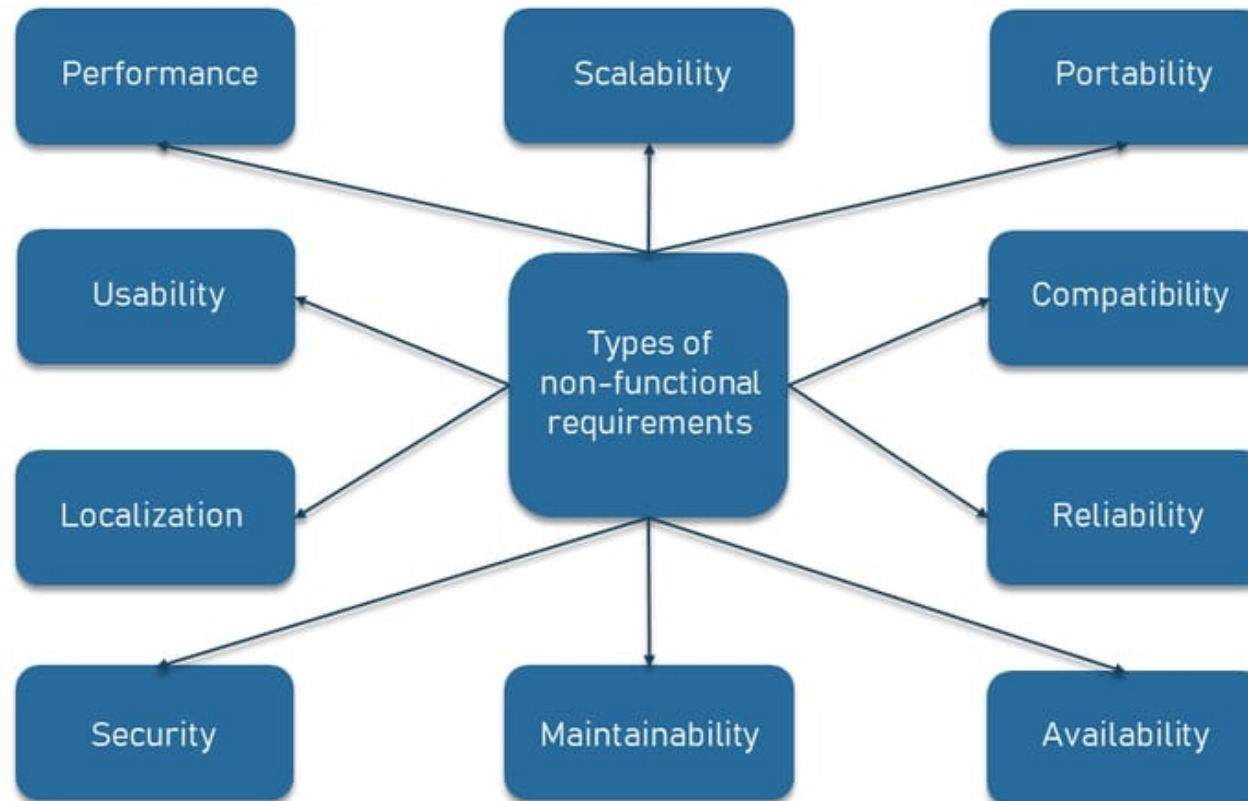 Performance
Scalability
Portability
Usability
Types of
non-functional
requirements
Compatibility
Localization
Reliability
Security
Maintainability
Availability